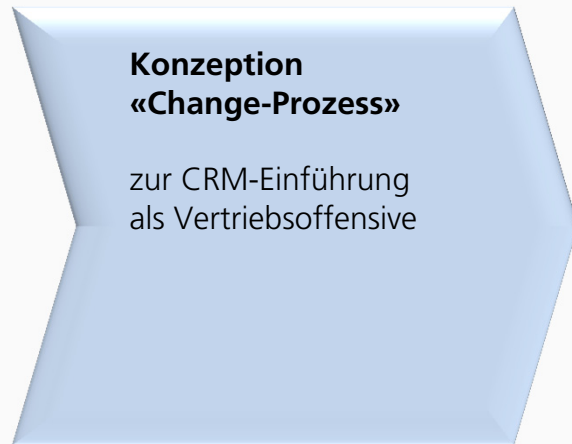 Konzeption
«Change-Prozess»
zur CRM-Einführung
als Vertriebsoffensive